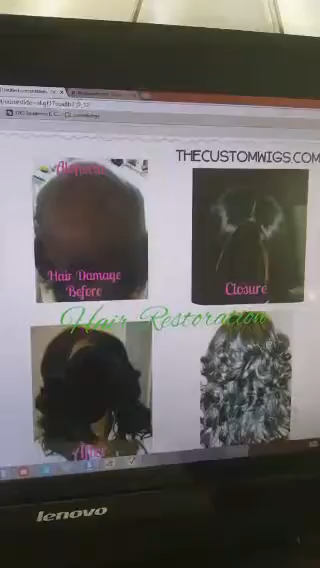 THECUSTOMWIGS.COM
Alopecia
Hair Damage
Before
Closure
Hair Restoration
After
lenovo